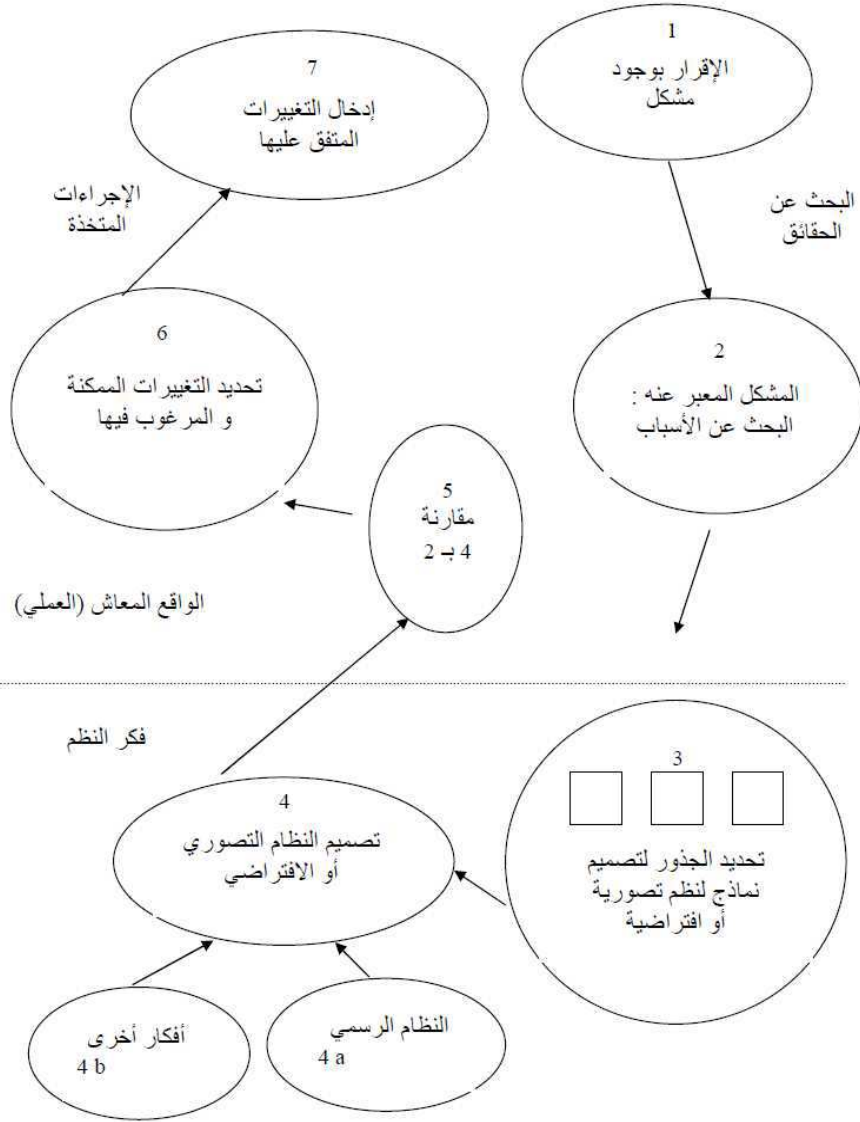 1
الإقرار بوجود
مشكل
البحث عن
الحقائق
2
المشكل المعبر عنه :
البحث عن الأسباب
7
إدخال التغييرات
المتفق عليها
الإجراءات
المتخذة
6
تحديد التغييرات الممكنة
و المرغوب فيها
5
مقارنة
4 بـ 2
الواقع المعاش (العملي)
فكر النظم
3
تحديد الجذور لتصميم
نماذج لنظم تصورية
أو افتراضية
4
تصميم النظام التصوري
أو الافتراضي
النظام الرسمي
4 a
أفكار أخرى
4 b